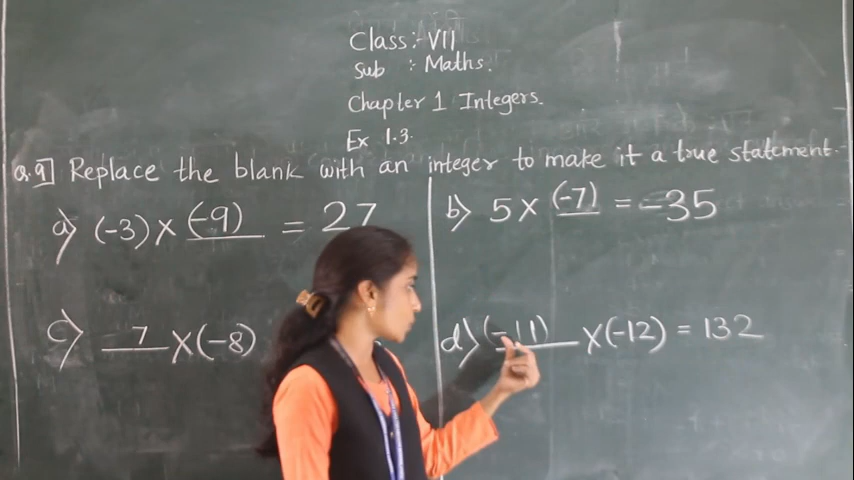 Class:- VII
Sub : Maths.
Chapter 1 Integers.
Ex 1.3.
Q.9] Replace the blank with an integer to make it a true statement.
a) (-3) × (-9) = 27
b) 5 × (-7) = -35
c) 7 × (-8)
d) (-11) × (-12) = 132